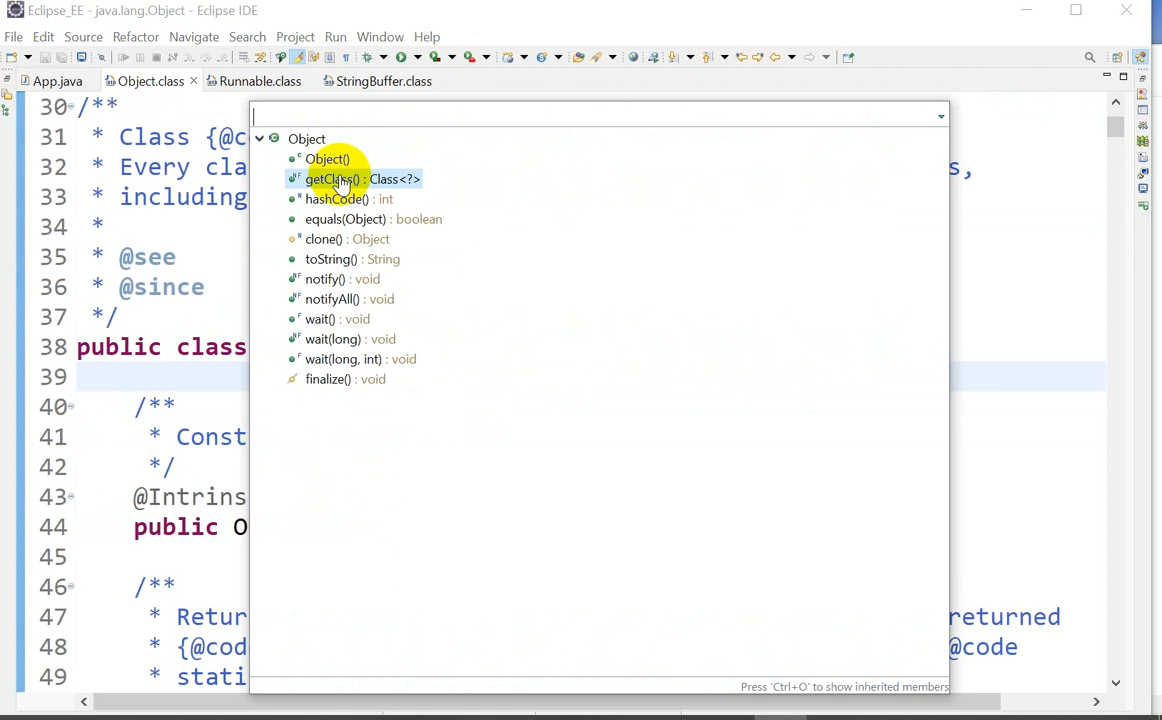 Eclipse_EE - java.lang.Object - Eclipse IDE
File Edit Source Refactor Navigate Search Project Run Window Help
App.java Object.class Runnable.class StringBuffer.class
30 /**
31 * Class {@c
32 * Every cla s,
33 * including
34 *
35 * @see
36 * @since
37 */
38 public class
39
40 /**
41 * Const
42 */
43 @Intrins
44 public O
45
46 /**
47 * Retur returned
48 * {@cod @code
49 * stati
Object
Object()
getClass() : Class<?>
hashCode() : int
equals(Object) : boolean
clone() : Object
toString() : String
notify() : void
notifyAll() : void
wait() : void
wait(long) : void
wait(long, int) : void
finalize() : void
Press 'Ctrl+O' to show inherited members